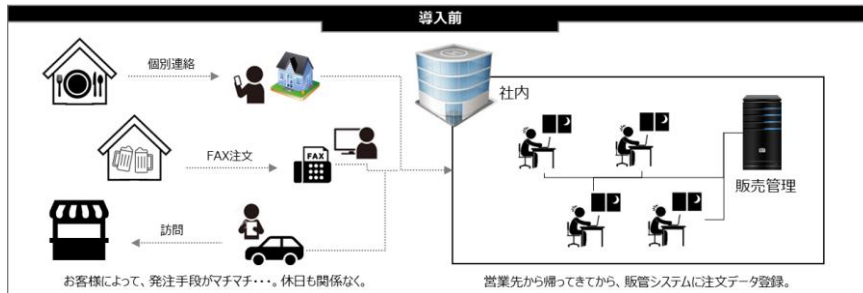 導入前
個別連絡
FAX注文
FAX
訪問
お客様によって、発注手段がマチマチ・・・。休日も関係なく。
社内
販売管理
営業先から帰ってきてから、販管システムに注文データ登録。